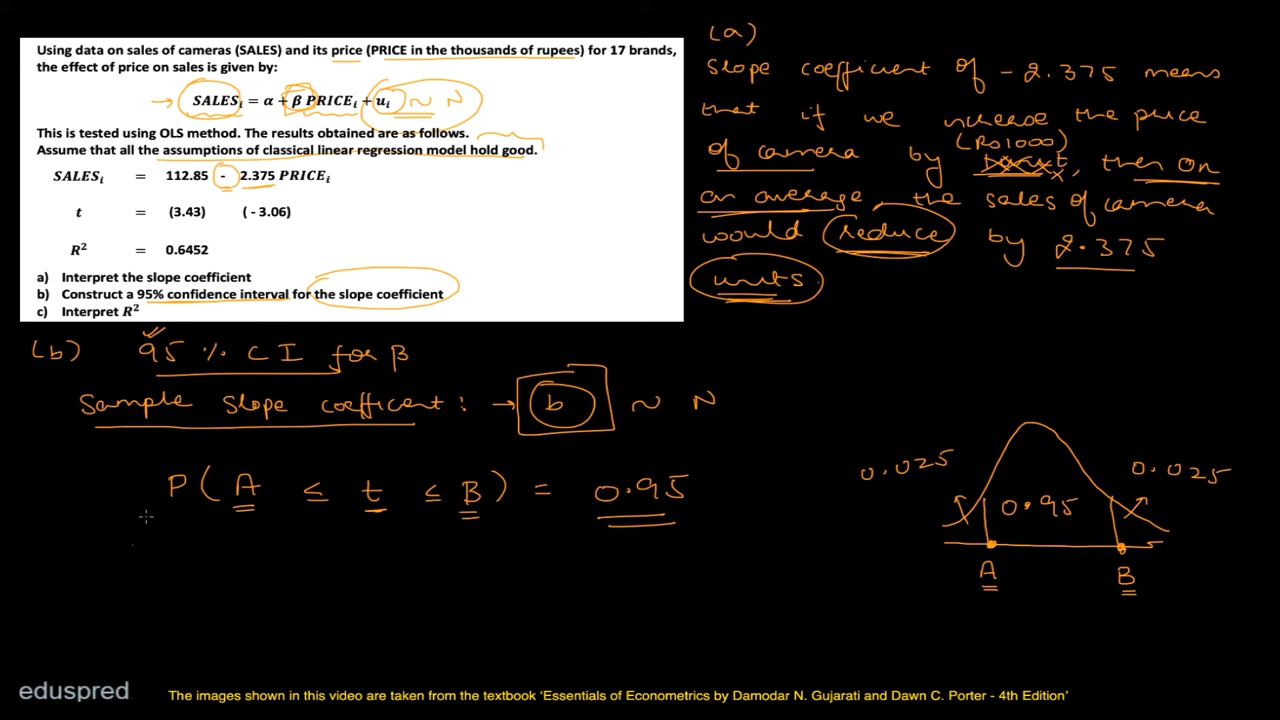 Using data on sales of cameras (SALES) and its price (PRICE in the thousands of rupees) for 17 brands,
the effect of price on sales is given by:
→ SALESᵢ = α + β PRICEᵢ + uᵢ ~ N
This is tested using OLS method. The results obtained are as follows.
Assume that all the assumptions of classical linear regression model hold good.
SALESᵢ = 112.85 - 2.375 PRICEᵢ
t = (3.43) ( - 3.06)
R² = 0.6452
a) Interpret the slope coefficient
b) Construct a 95% confidence interval for the slope coefficient
c) Interpret R²
(a)
Slope coefficient of -2.375 means
that if we increase the price
(Rs1000)
of camera by , then on
an average, the sales of camera
would reduce by 2.375
units.
(b) 95 % CI for β
Sample slope coefficient : → b ~ N
P( A ≤ t ≤ B ) = 0.95
0.025 0.025
0.95
A B
eduspred
The images shown in this video are taken from the textbook ‘Essentials of Econometrics by Damodar N. Gujarati and Dawn C. Porter - 4th Edition’